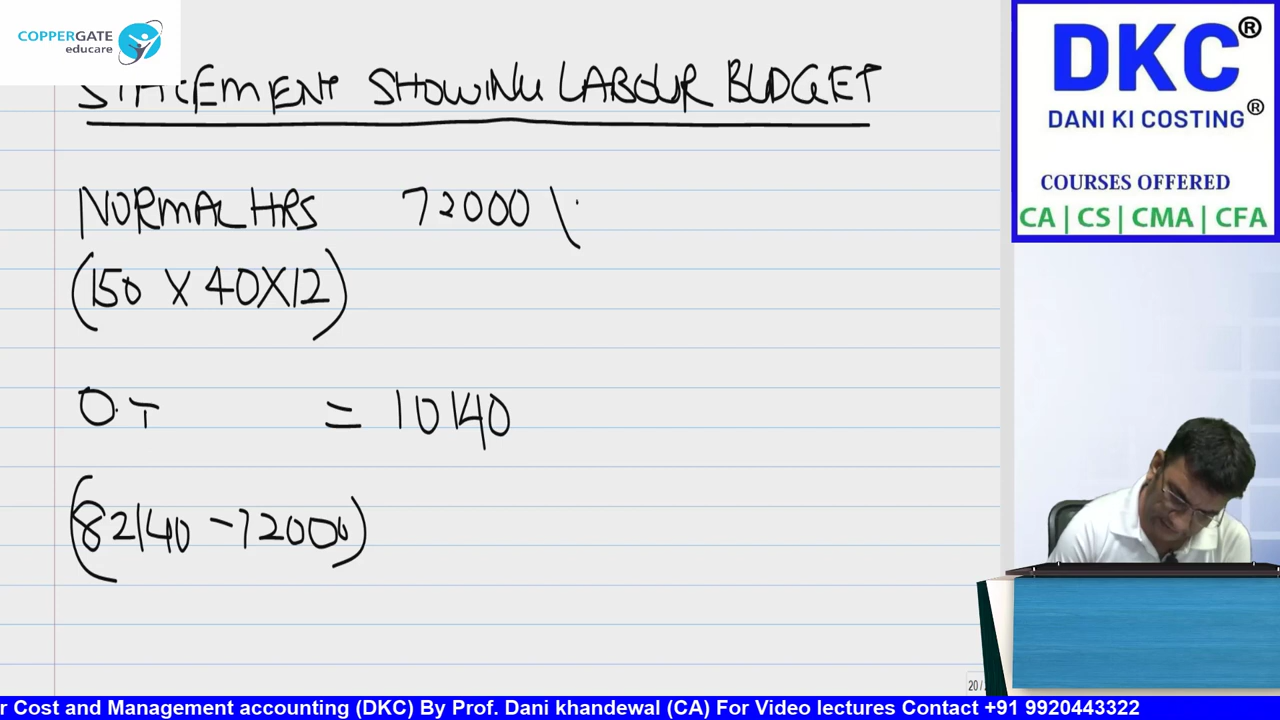 COPPERGATE
educare
STATEMENT SHOWING LABOUR BUDGET
NORMAL HRS 72000
(150 X 40X12)
O.T = 10140
(82140 - 72000)
DKC®
DANI KI COSTING®
COURSES OFFERED
CA | CS | CMA | CFA
20 /
r Cost and Management accounting (DKC) By Prof. Dani khandewal (CA) For Video lectures Contact +91 9920443322